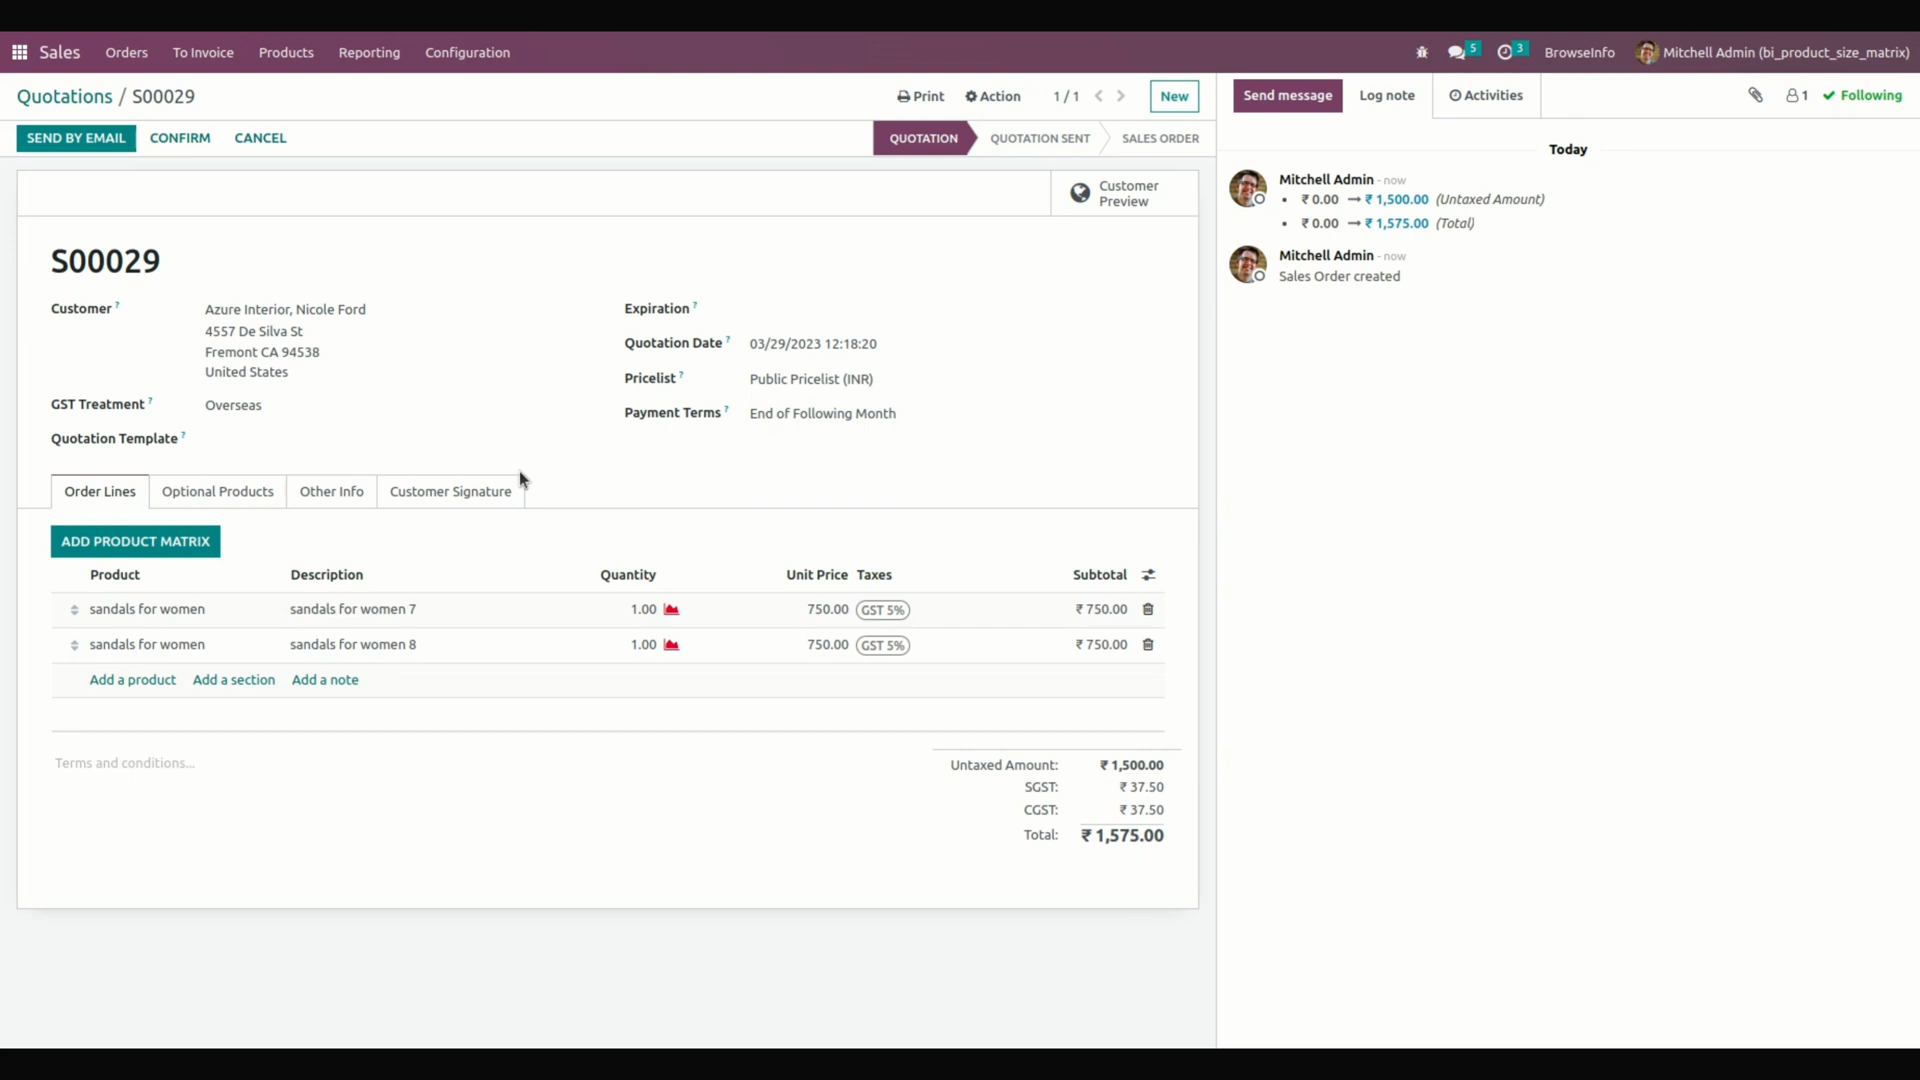 Sales Orders To Invoice Products Reporting Configuration 5 3 BrowseInfo Mitchell Admin (bi_product_size_matrix)
Quotations / S00029 Print Action 1 / 1 New
SEND BY EMAIL CONFIRM CANCEL QUOTATION QUOTATION SENT SALES ORDER
Customer
Preview
S00029
Customer ? Azure Interior, Nicole Ford
4557 De Silva St
Fremont CA 94538
United States
GST Treatment ? Overseas
Quotation Template ?
Expiration ?
Quotation Date ? 03/29/2023 12:18:20
Pricelist ? Public Pricelist (INR)
Payment Terms ? End of Following Month
Order Lines Optional Products Other Info Customer Signature
ADD PRODUCT MATRIX
Product Description Quantity Unit Price Taxes Subtotal
sandals for women sandals for women 7 1.00 750.00 GST 5% ₹ 750.00
sandals for women sandals for women 8 1.00 750.00 GST 5% ₹ 750.00
Add a product Add a section Add a note
Terms and conditions...
Untaxed Amount: ₹ 1,500.00
SGST: ₹ 37.50
CGST: ₹ 37.50
Total: ₹ 1,575.00
Send message Log note Activities 1 Following
Today
Mitchell Admin - now
• ₹ 0.00 → ₹ 1,500.00 (Untaxed Amount)
• ₹ 0.00 → ₹ 1,575.00 (Total)
Mitchell Admin - now
Sales Order created